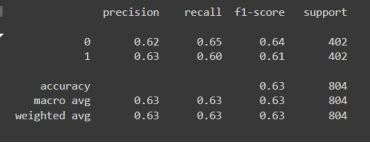 precision recall f1-score support
0 0.62 0.65 0.64 402
1 0.63 0.60 0.61 402
accuracy 0.63 804
macro avg 0.63 0.63 0.63 804
weighted avg 0.63 0.63 0.63 804